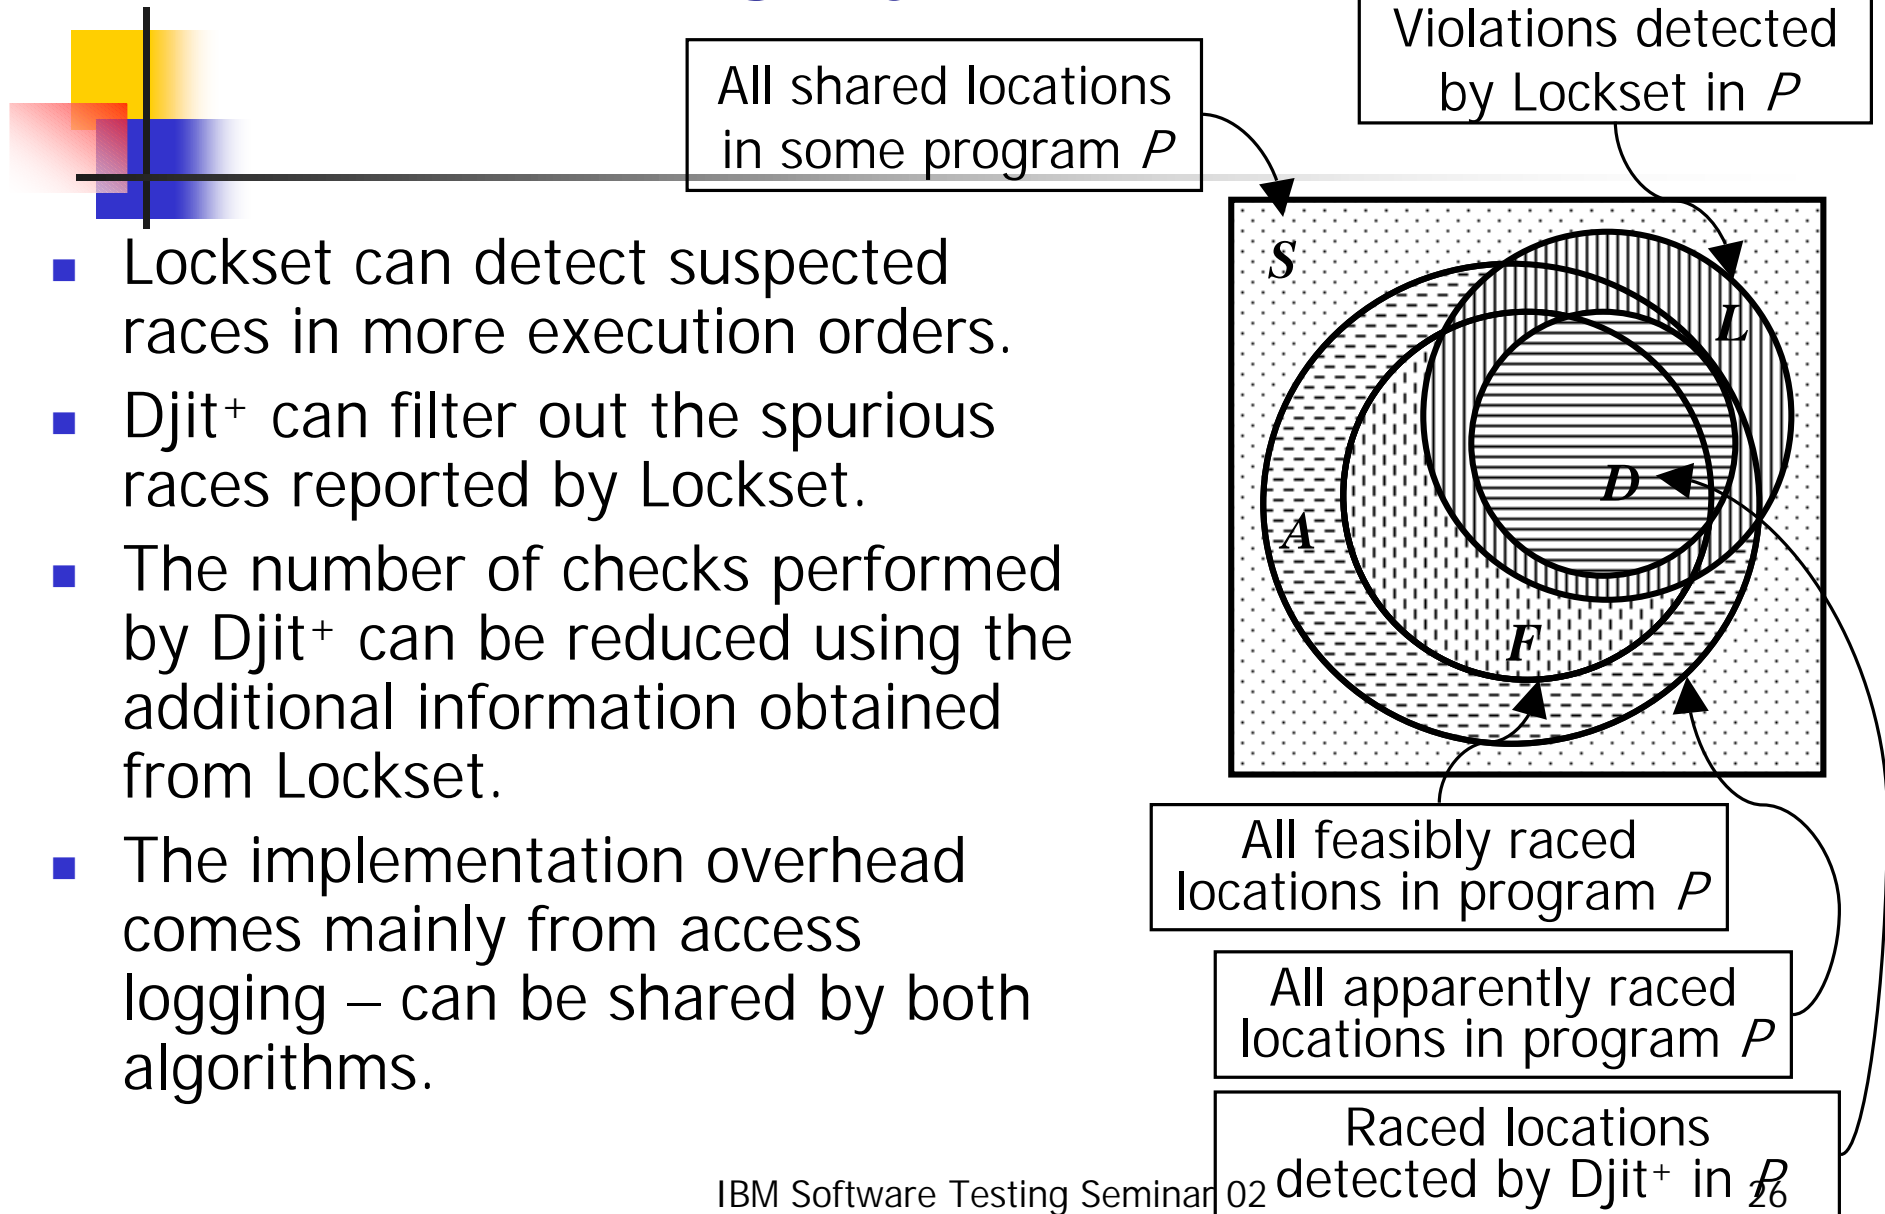 All shared locations
in some program P
Violations detected
by Lockset in P
Lockset can detect suspected
races in more execution orders.
Djit+ can filter out the spurious
races reported by Lockset.
The number of checks performed
by Djit+ can be reduced using the
additional information obtained
from Lockset.
The implementation overhead
comes mainly from access
logging – can be shared by both
algorithms.
S
L
D
A
F
All feasibly raced
locations in program P
All apparently raced
locations in program P
Raced locations
detected by Djit+ in P
IBM Software Testing Seminar 02
26